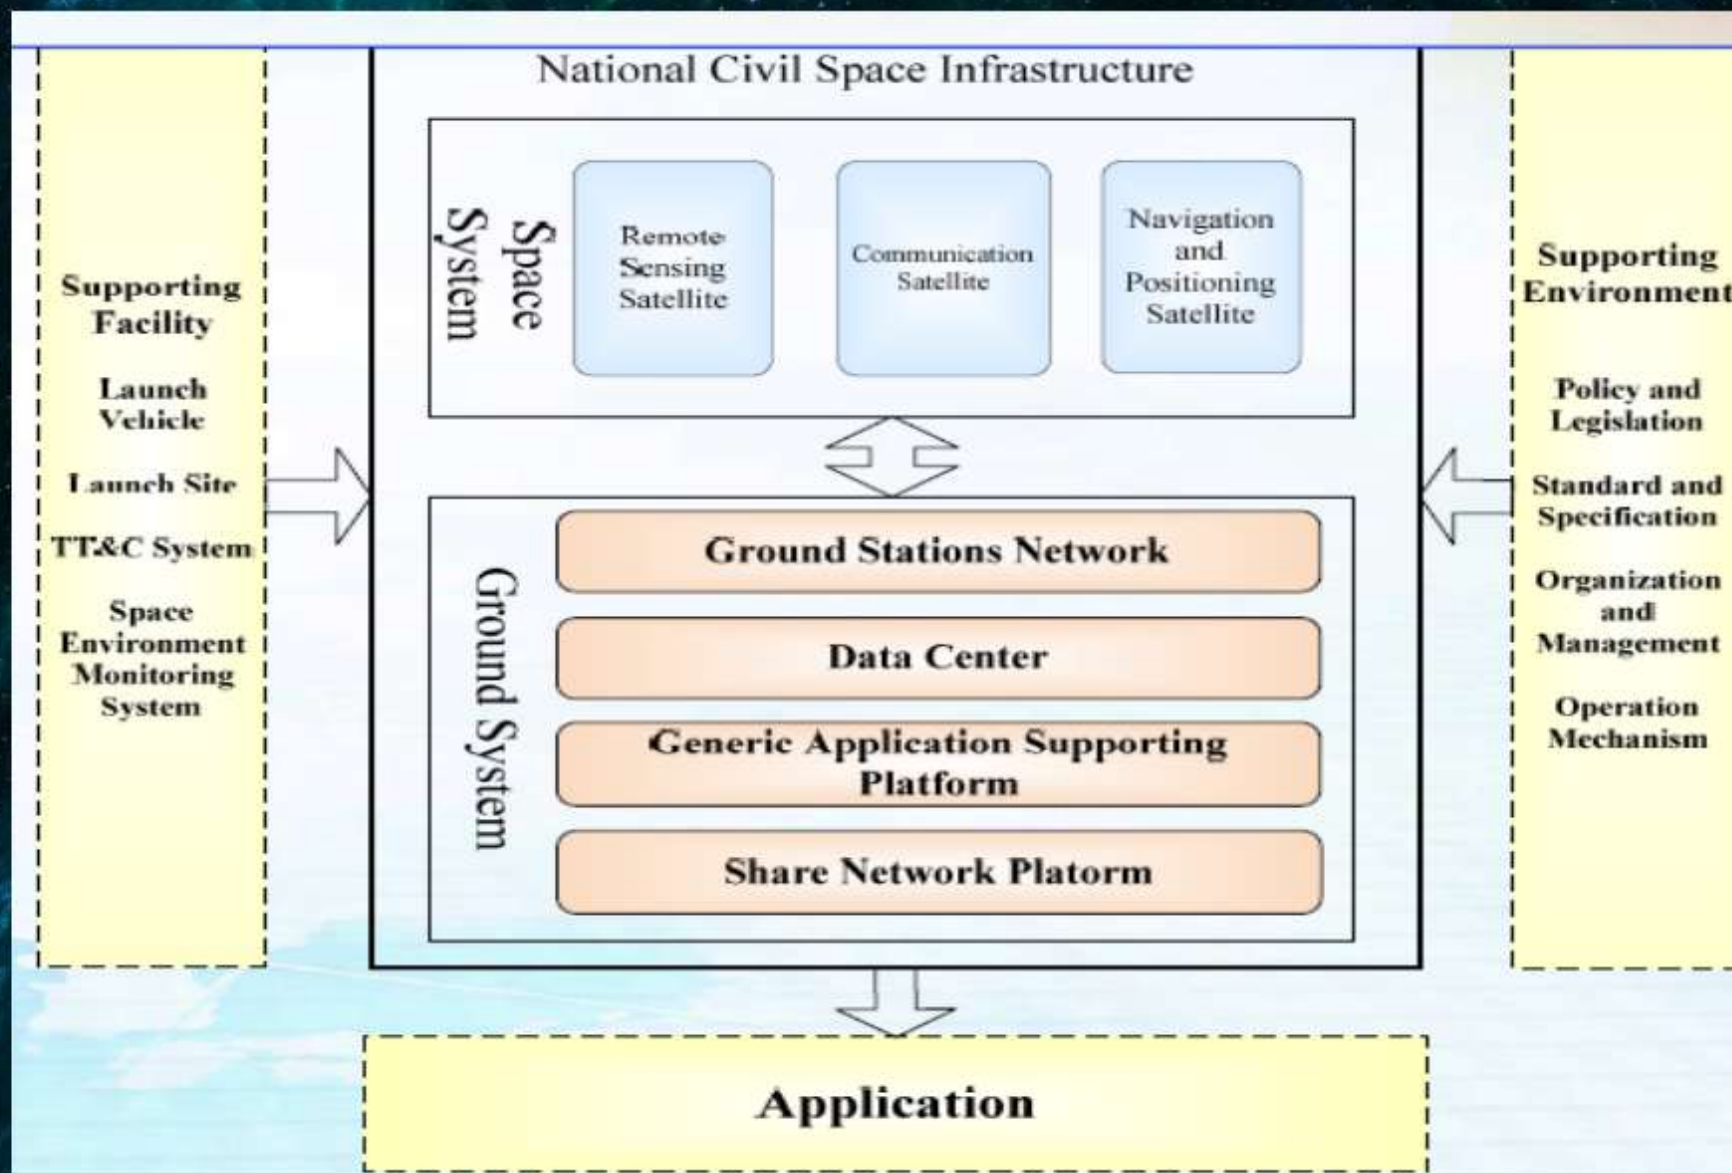 National Civil Space Infrastructure
Space
System
Remote
Sensing
Satellite
Communication
Satellite
Navigation
and
Positioning
Satellite
Supporting
Facility
Launch
Vehicle
Launch Site
TT&C System
Space
Environment
Monitoring
System
Ground System
Ground Stations Network
Data Center
Generic Application Supporting
Platform
Share Network Platorm
Supporting
Environment
Policy and
Legislation
Standard and
Specification
Organization
and
Management
Operation
Mechanism
Application